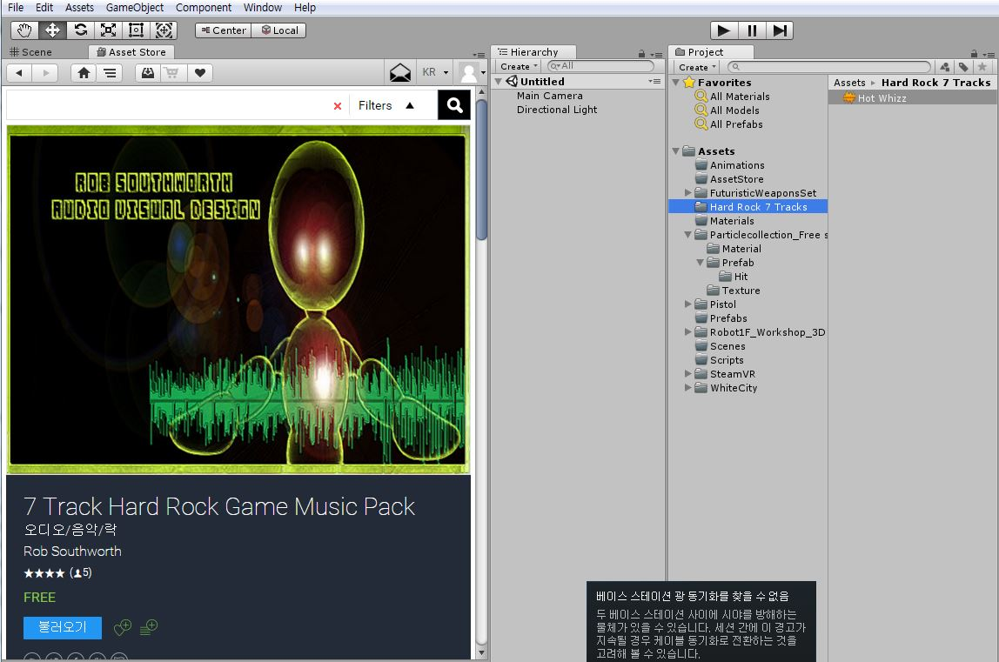 File Edit Assets GameObject Component Window Help
Center Local
Scene Asset Store
KR
Filters
ROB SOUTHWORTH
AUDIO VISUAL DESIGN
7 Track Hard Rock Game Music Pack
오디오/음악/락
Rob Southworth
★★★★ (5)
FREE
불러오기
Hierarchy
Create All
Untitled
Main Camera
Directional Light
Project
Create
Favorites
All Materials
All Models
All Prefabs
Assets
Animations
AssetStore
FuturisticWeaponsSet
Hard Rock 7 Tracks
Materials
Particlecollection_Free s
Material
Prefab
Hit
Texture
Pistol
Prefabs
Robot1F_Workshop_3D
Scenes
Scripts
SteamVR
WhiteCity
Assets ▸ Hard Rock 7 Tracks
Hot Whizz
베이스 스테이션 광 동기화를 찾을 수 없음
두 베이스 스테이션 사이에 시야를 방해하는
물체가 있을 수 있습니다. 세션 간에 이 경고가
지속될 경우 케이블 동기화로 전환하는 것을
고려해 볼 수 있습니다.